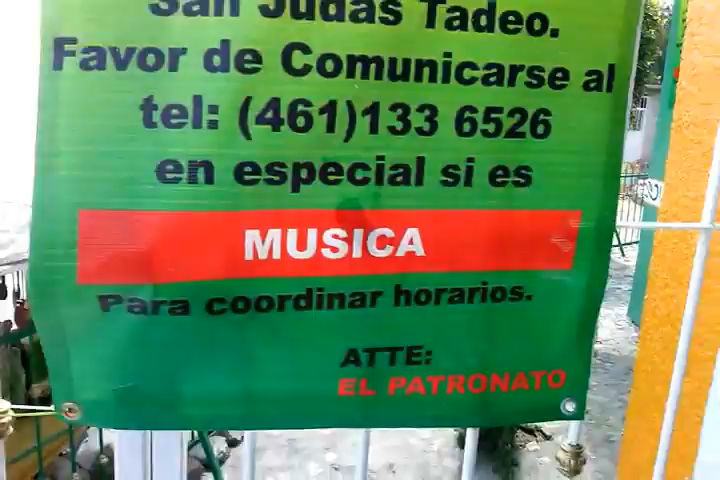 San Judas Tadeo.
Favor de Comunicarse al
tel: (461)133 6526
en especial si es
MUSICA
Para coordinar horarios.
ATTE:
EL PATRONATO